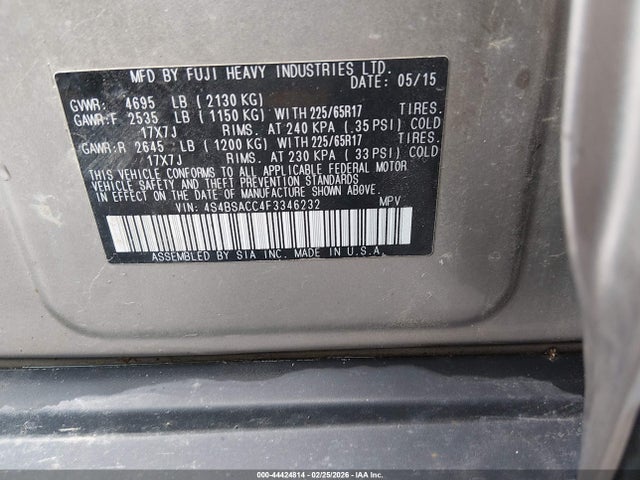 MFD BY FUJI HEAVY INDUSTRIES LTD.
DATE: 05/15
GVWR: 4695 LB (2130 KG)
GAWR:F 2535 LB (1150 KG) WITH 225/65R17 TIRES.
17X7J RIMS. AT 240 KPA (35 PSI) COLD
GAWR:R 2645 LB (1200 KG) WITH 225/65R17 TIRES.
17X7J RIMS. AT 230 KPA (33 PSI) COLD
THIS VEHICLE CONFORMS TO ALL APPLICABLE FEDERAL MOTOR
VEHICLE SAFETY AND THEFT PREVENTION STANDARDS
IN EFFECT ON THE DATE OF MANUFACTURE SHOWN ABOVE.
VIN: 4S4BSACC4F3346232 MPV
ASSEMBLED BY SIA INC. MADE IN U.S.A
000-44424814 | 02/25/2026 - © IAA Inc.